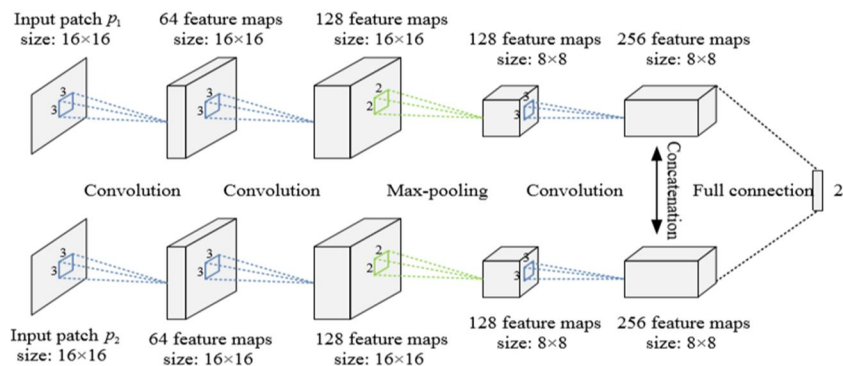 Input patch p₁
size: 16×16
64 feature maps
size: 16×16
128 feature maps
size: 16×16
128 feature maps
size: 8×8
256 feature maps
size: 8×8
3
3
3
3
2
2
3
3
Convolution
Convolution
Max-pooling
Convolution
Concatenation
Full connection
2
3
3
3
3
2
2
3
3
Input patch p₂
size: 16×16
64 feature maps
size: 16×16
128 feature maps
size: 16×16
128 feature maps
size: 8×8
256 feature maps
size: 8×8